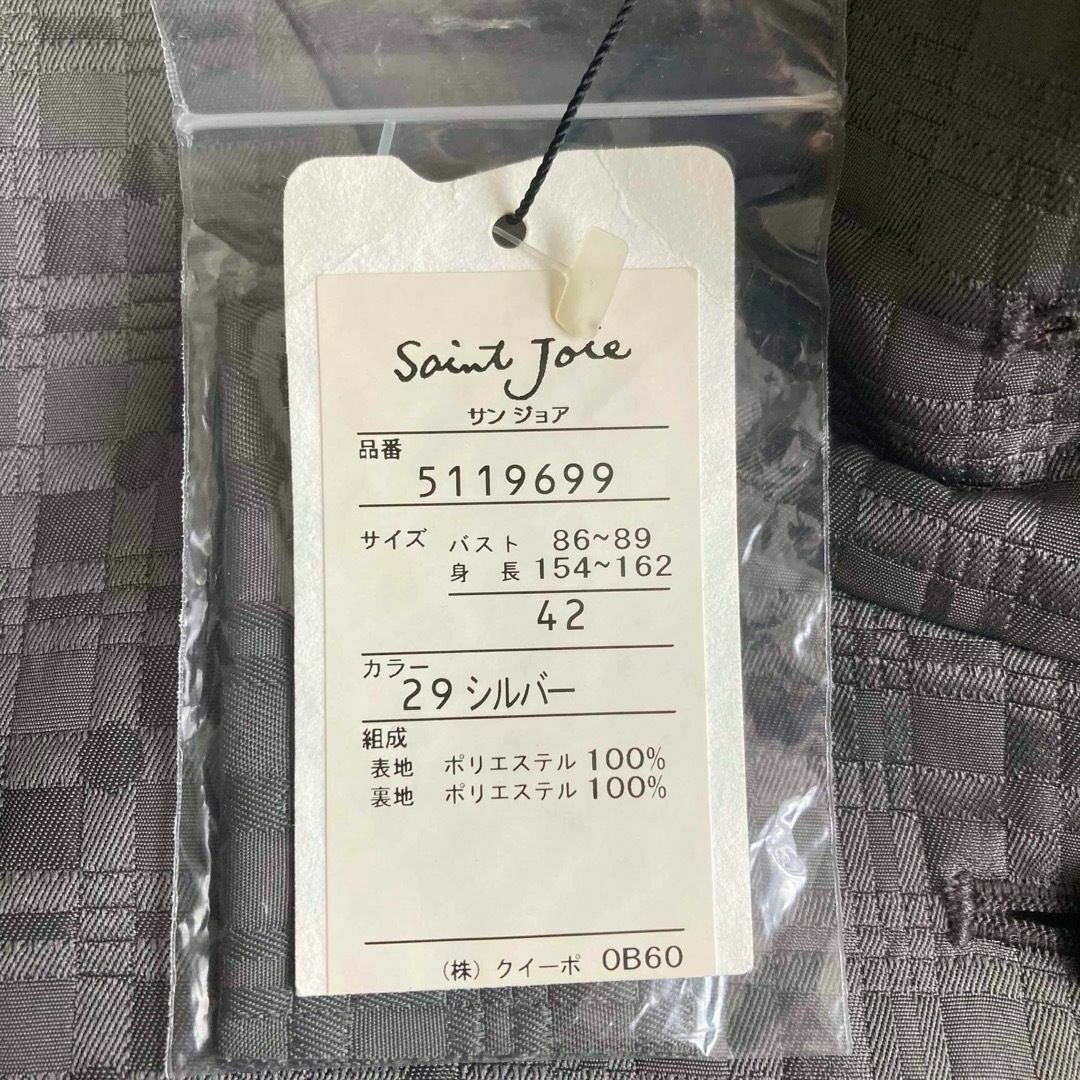 Saint Joie
サン ジョア
品番
5119699
サイズ バスト 86~89
身長 154~162
42
カラー
29 シルバー
組成
表地 ポリエステル 100%
裏地 ポリエステル 100%
(株) クイーポ 0B60